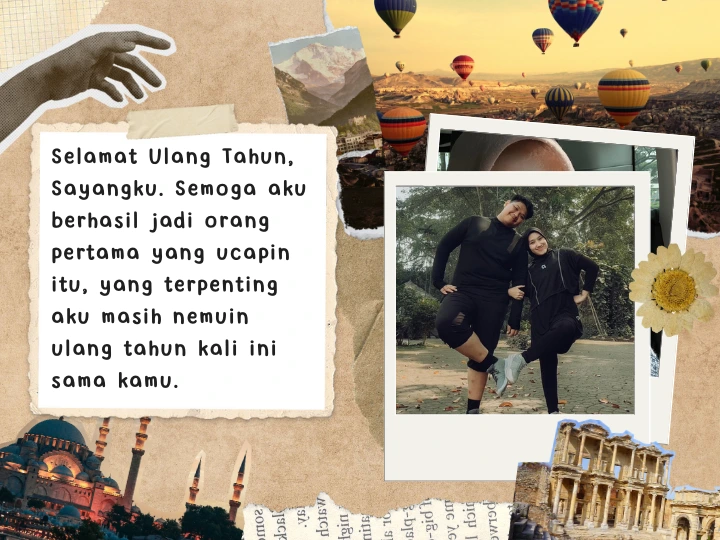 Selamat Ulang Tahun,
Sayangku. Semoga aku
berhasil jadi orang
pertama yang ucapin
itu, yang terpenting
aku masih nemuin
ulang tahun kali ini
sama kamu.